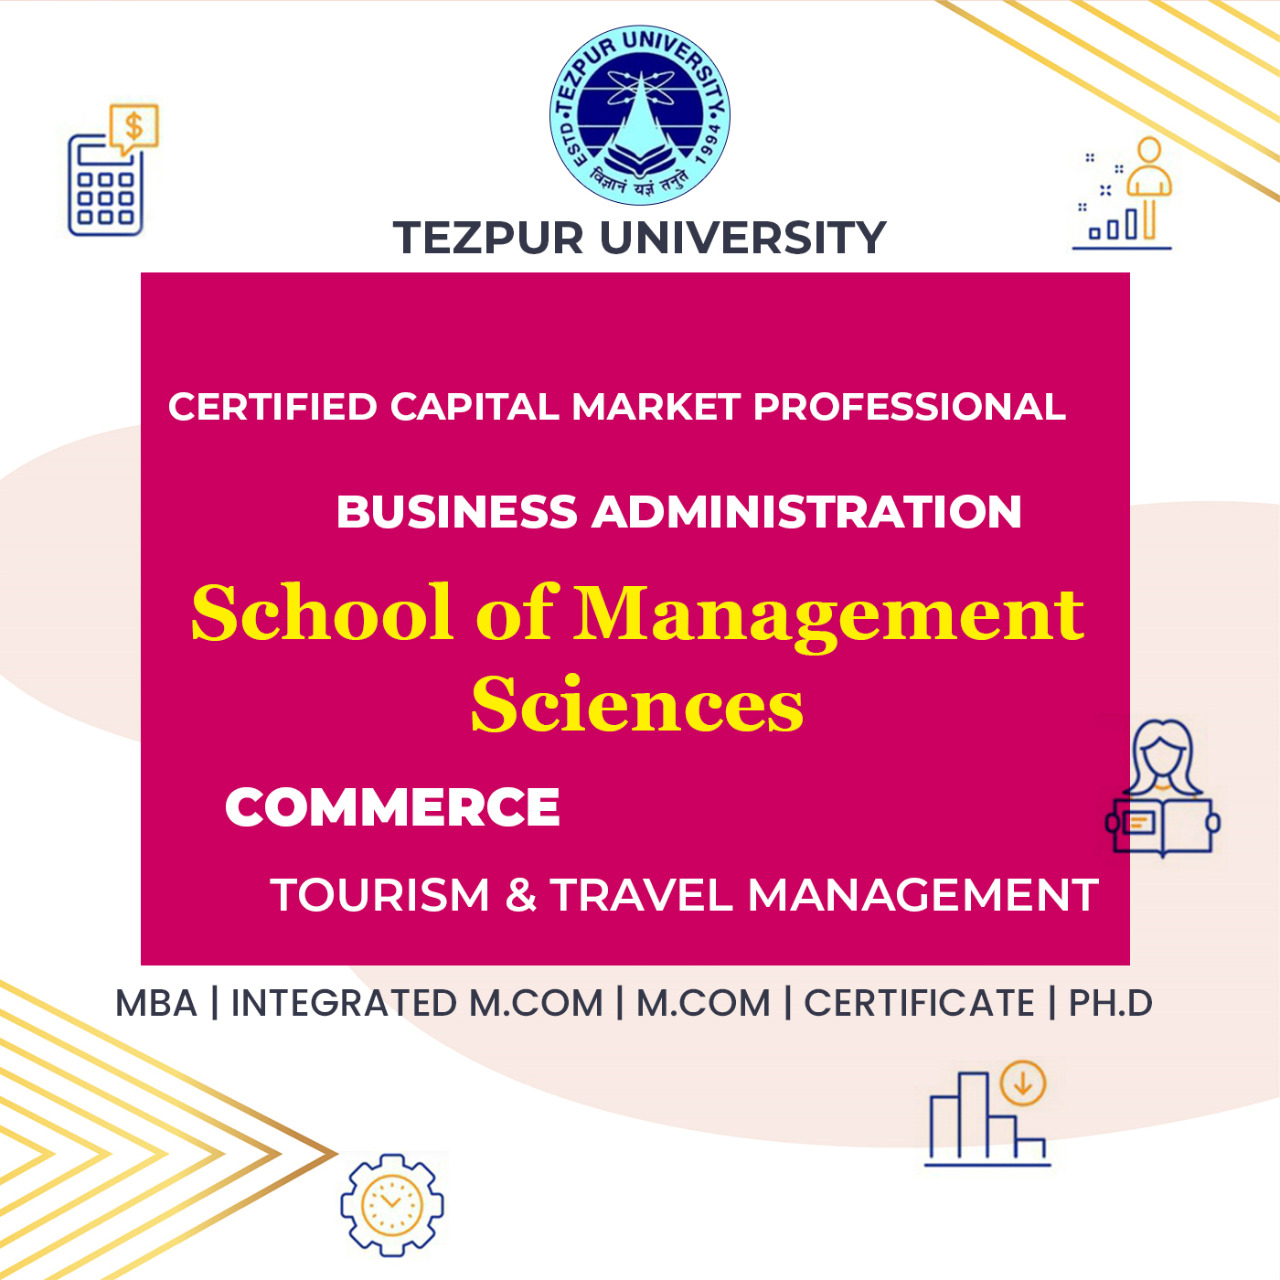 TEZPUR UNIVERSITY
ESTD
1994
विज्ञानं यज्ञं तनुते
$
TEZPUR UNIVERSITY
CERTIFIED CAPITAL MARKET PROFESSIONAL
BUSINESS ADMINISTRATION
School of Management
Sciences
COMMERCE
TOURISM & TRAVEL MANAGEMENT
MBA | INTEGRATED M.COM | M.COM | CERTIFICATE | PH.D